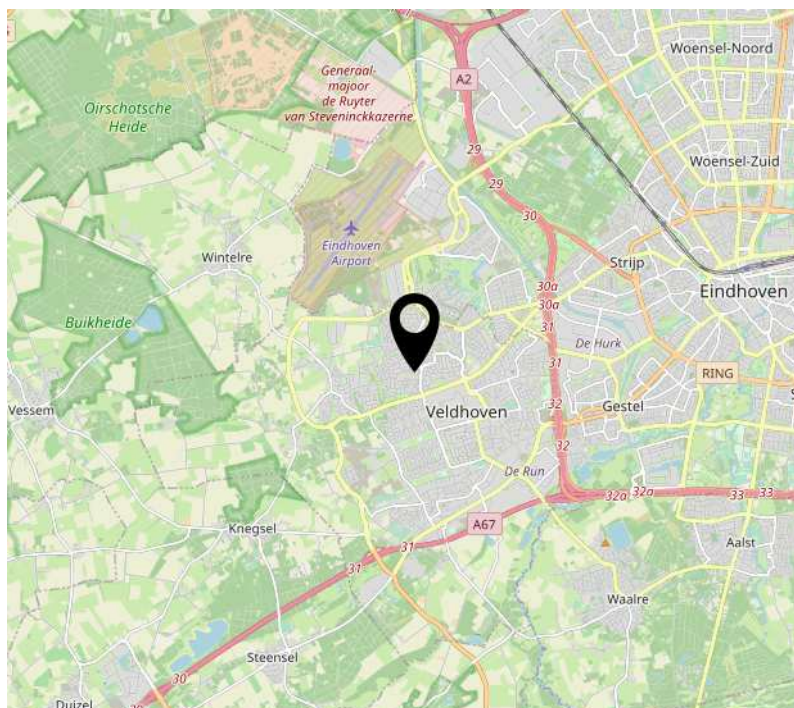 Woensel-Noord
A2
Generaal-
majoor
de Ruyter
van Steveninckkazerne
Oirschotsche
Heide
29
Woensel-Zuid
29
30
Eindhoven
Airport
Wintelre
Strijp
Eindhoven
30a
30a
Buikheide
31
De Hurk
31
RING
Vessem
32
Gestel
Veldhoven
32
De Run
32a
32a
33
33
A67
Knegsel
31
31
Aalst
Waalre
Steensel
30
Duizel